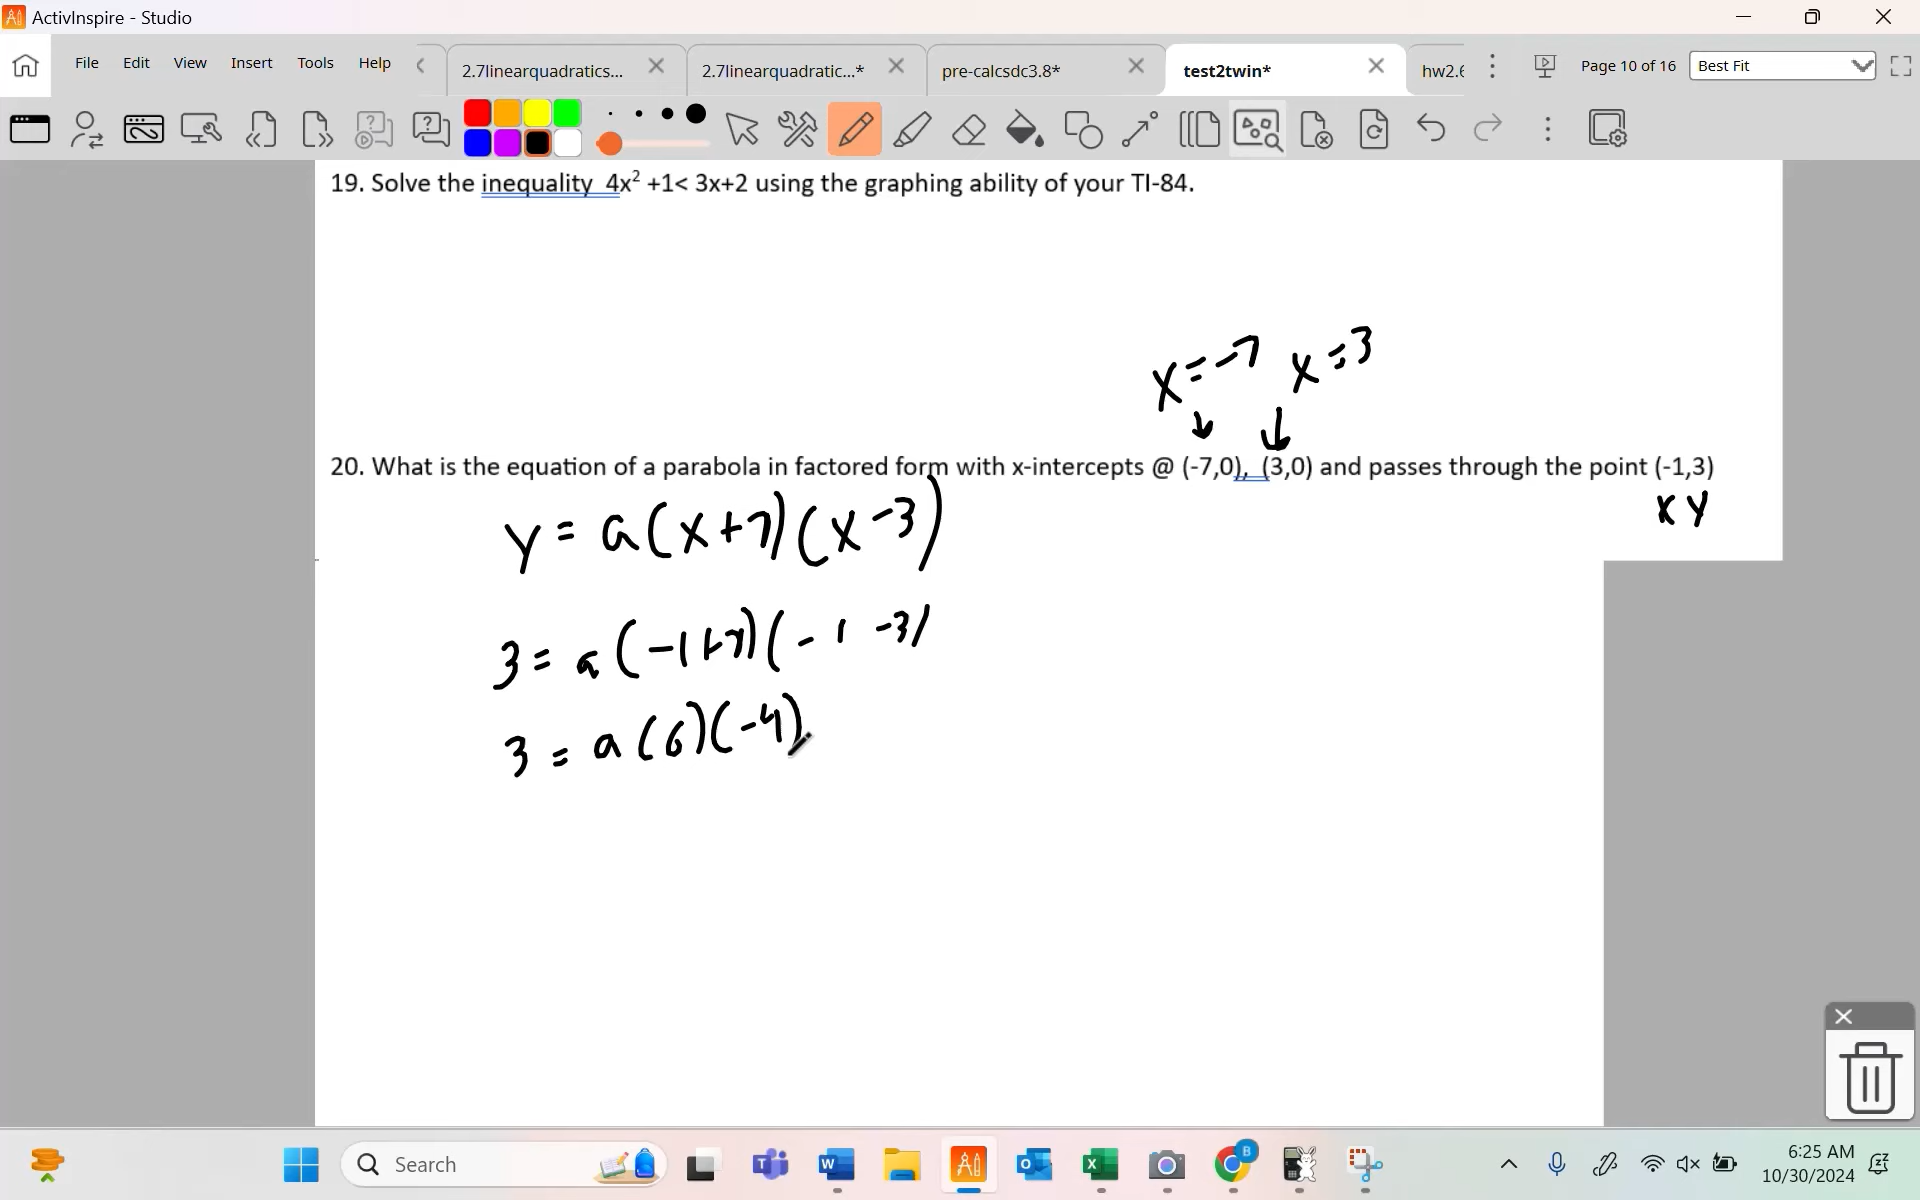 ActivInspire - Studio
File Edit View Insert Tools Help
2.7linearquadratics... 2.7linearquadratic...* pre-calcsdc3.8* test2twin* hw2.6
Page 10 of 16 Best Fit
19. Solve the inequality 4x² +1< 3x+2 using the graphing ability of your TI-84.
x=-7 x=3
20. What is the equation of a parabola in factored form with x-intercepts @ (-7,0), (3,0) and passes through the point (-1,3)
x y
y = a(x+7)(x-3)
3 = a(-1+7)(-1-3)
3 = a(6)(-4)
Search
6:25 AM
10/30/2024